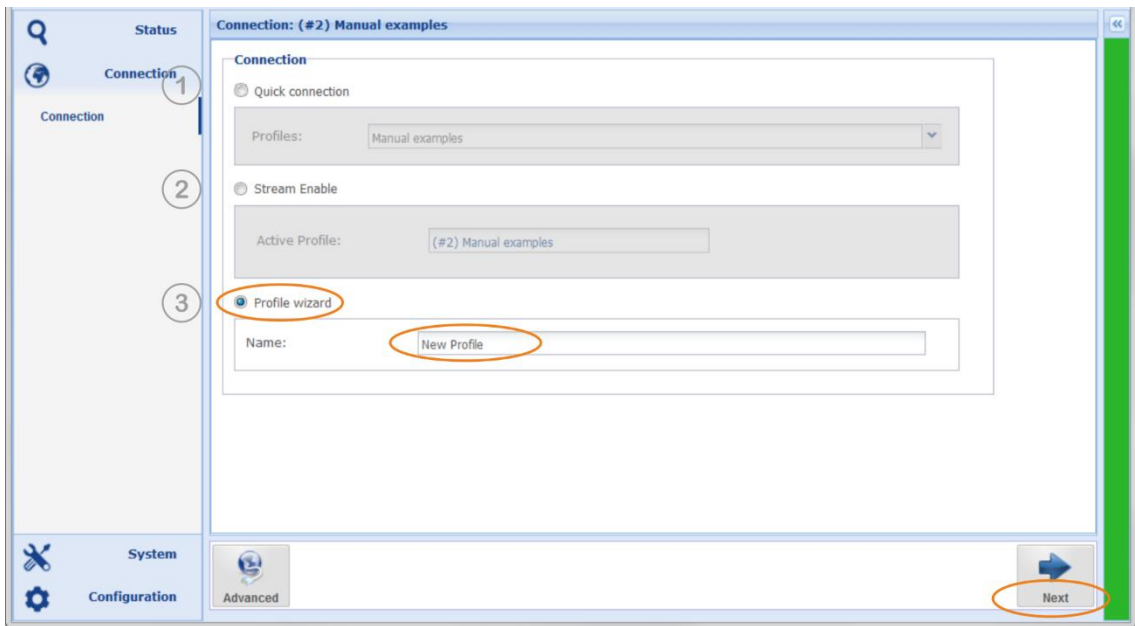 Status
Connection: (#2) Manual examples
Connection
Connection
1
Quick connection
Connection
Profiles:
Manual examples
2
Stream Enable
Active Profile:
(#2) Manual examples
3
Profile wizard
Name:
New Profile
System
Configuration
Advanced
Next